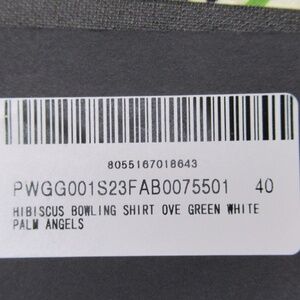 8055167018643
PWGG001S23FAB0075501 40
HIBISCUS BOWLING SHIRT OVE GREEN WHITE
PALM ANGELS